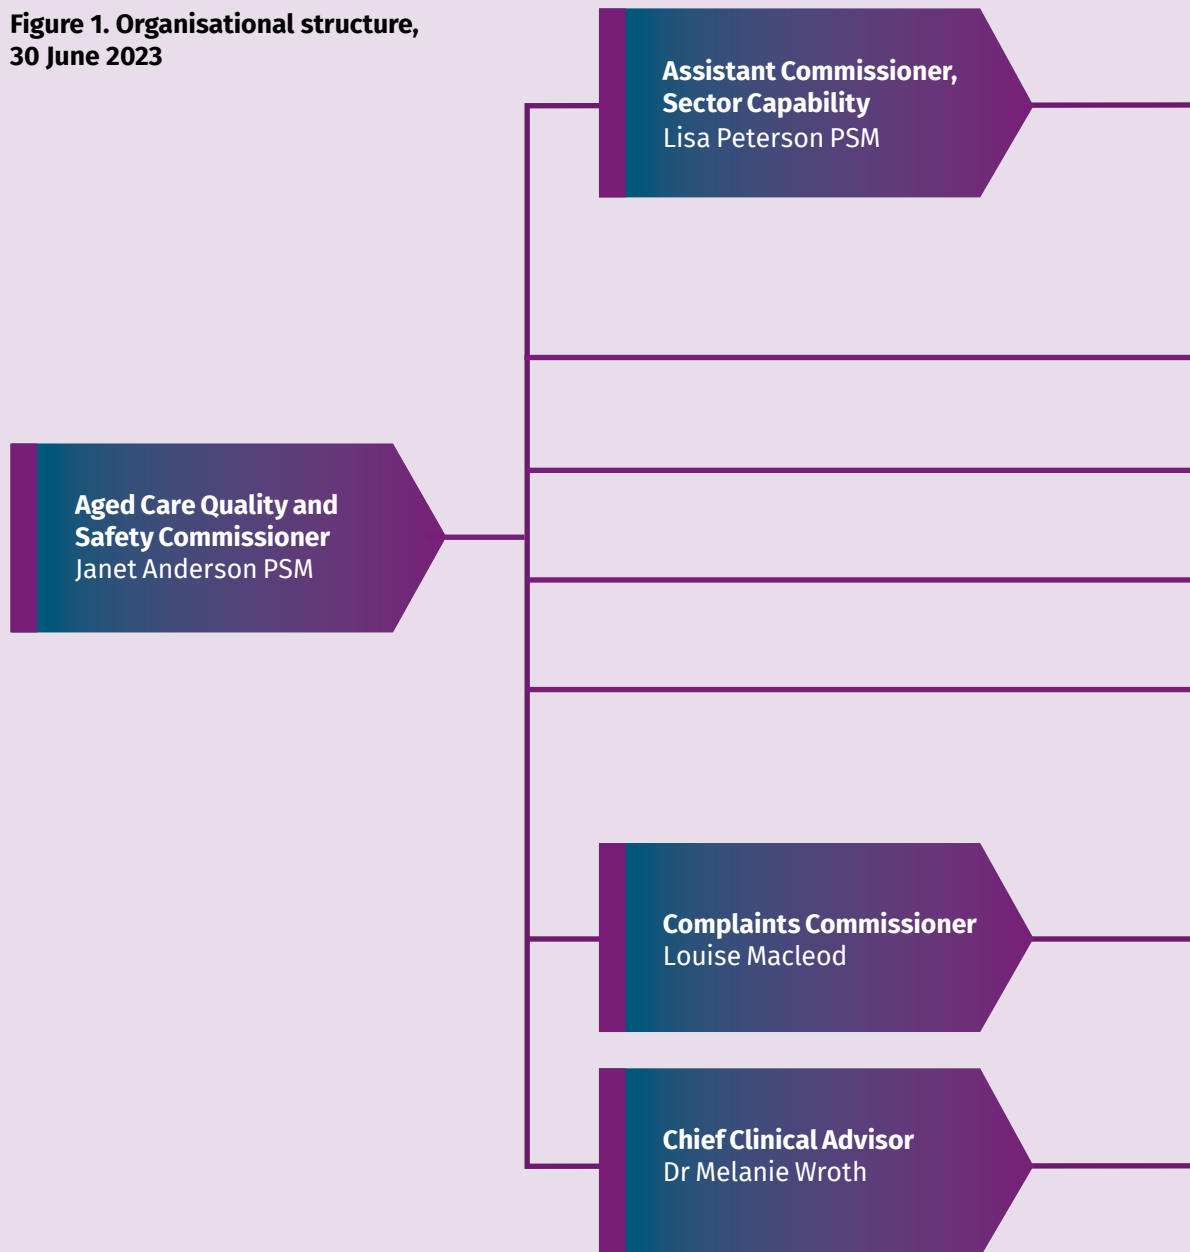 Figure 1. Organisational structure,
30 June 2023
Assistant Commissioner,
Sector Capability
Lisa Peterson PSM
Aged Care Quality and
Safety Commissioner
Janet Anderson PSM
Complaints Commissioner
Louise Macleod
Chief Clinical Advisor
Dr Melanie Wroth